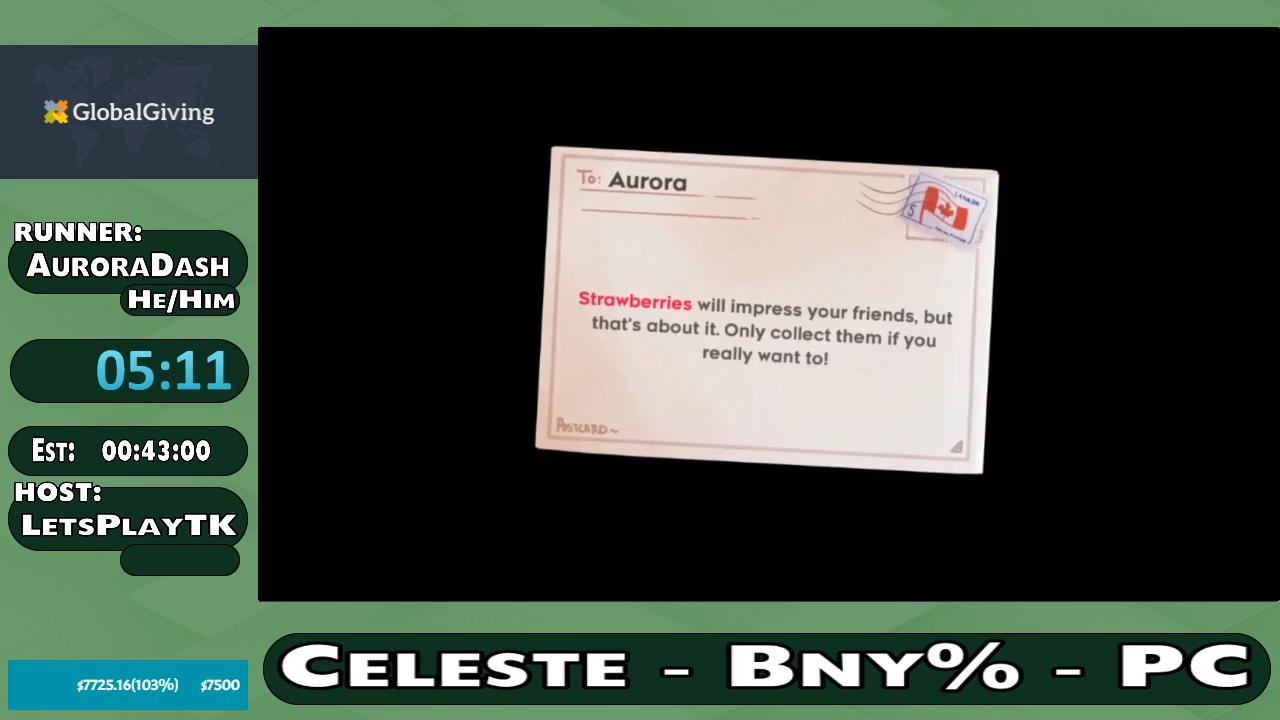 GlobalGiving
RUNNER:
AURORADASH
HE/HIM
05:11
EST: 00:43:00
HOST:
LETSPLAYTK
$7725.16(103%) $7500
To: Aurora
CANADA
5
Strawberries will impress your friends, but
that's about it. Only collect them if you
really want to!
POSTCARD~
CELESTE - BNY% - PC